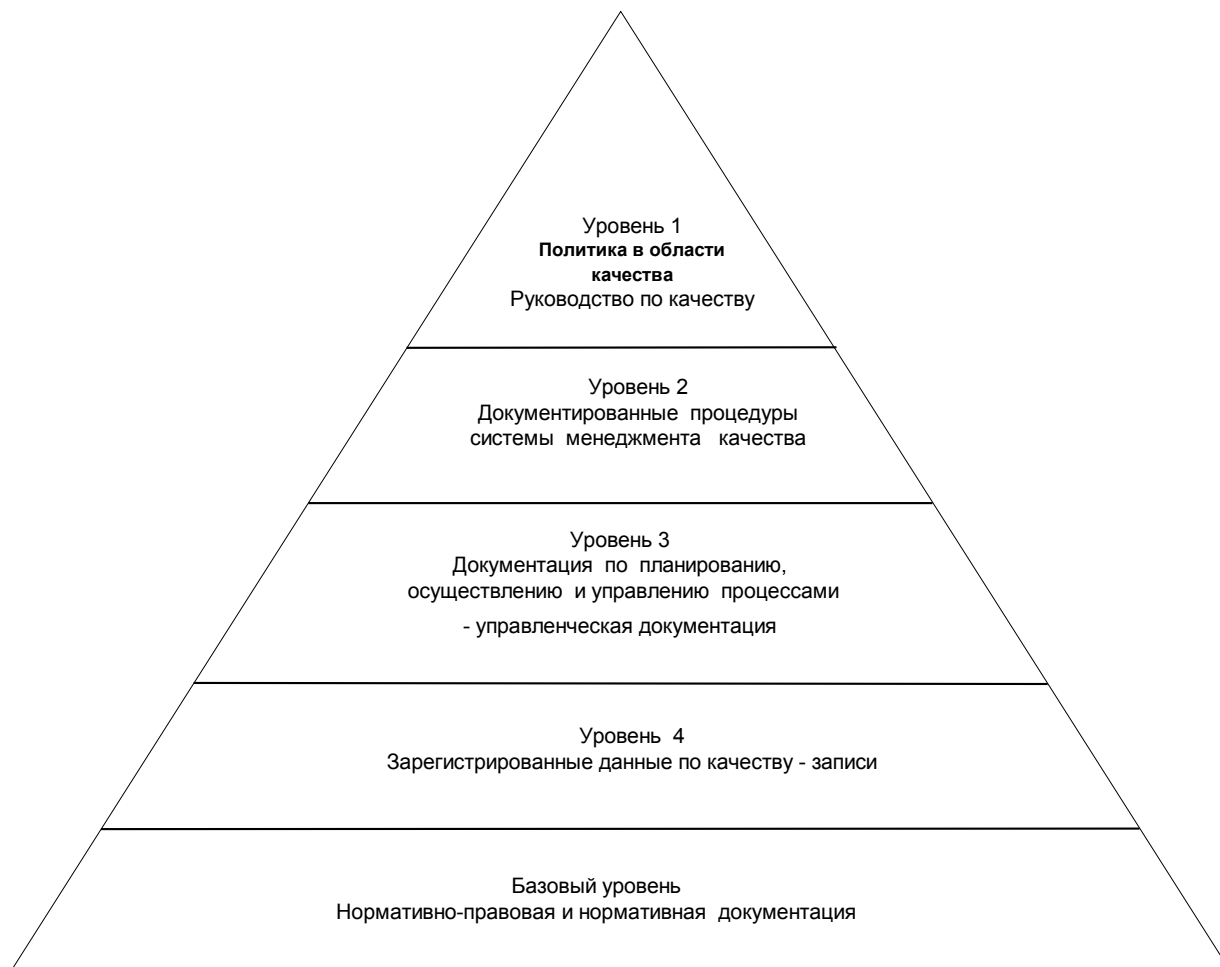 Уровень 1
Политика в области
качества
Руководство по качеству
Уровень 2
Документированные процедуры
системы менеджмента качества
Уровень 3
Документация по планированию,
осуществлению и управлению процессами
- управленческая документация
Уровень 4
Зарегистрированные данные по качеству - записи
Базовый уровень
Нормативно-правовая и нормативная документация